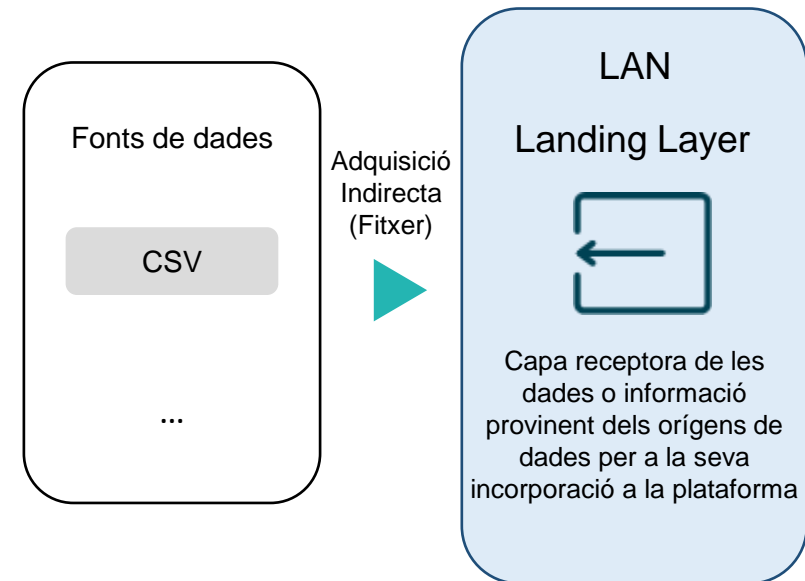 Fonts de dades
CSV
...
Adquisició
Indirecta
(Fitxer)
LAN
Landing Layer
Capa receptora de les
dades o informació
provinent dels orígens de
dades per a la seva
incorporació a la plataforma